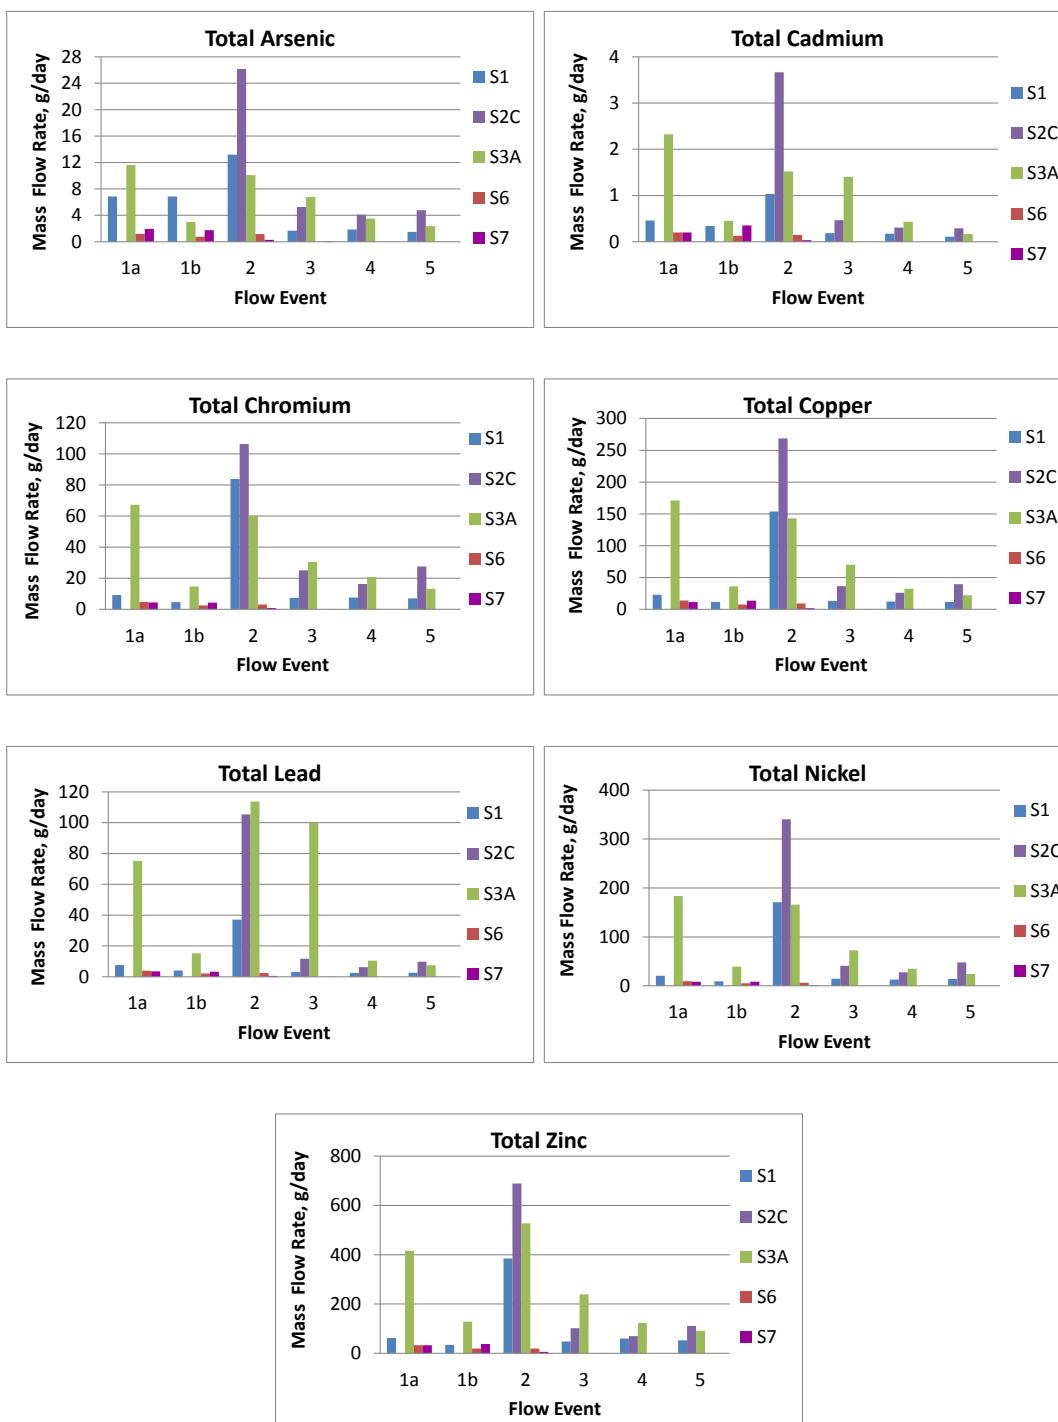 Total Arsenic
Mass Flow Rate, g/day
28
24
20
16
12
8
4
0
1a 1b 2 3 4 5
Flow Event
S1
S2C
S3A
S6
S7
Total Cadmium
Mass Flow Rate, g/day
4
3
2
1
0
1a 1b 2 3 4 5
Flow Event
S1
S2C
S3A
S6
S7
Total Chromium
Mass Flow Rate, g/day
120
100
80
60
40
20
0
1a 1b 2 3 4 5
Flow Event
S1
S2C
S3A
S6
S7
Total Copper
Mass Flow Rate, g/day
300
250
200
150
100
50
0
1a 1b 2 3 4 5
Flow Event
S1
S2C
S3A
S6
S7
Total Lead
Mass Flow Rate, g/day
120
100
80
60
40
20
0
1a 1b 2 3 4 5
Flow Event
S1
S2C
S3A
S6
S7
Total Nickel
Mass Flow Rate, g/day
400
300
200
100
0
1a 1b 2 3 4 5
Flow Event
S1
S2C
S3A
S6
S7
Total Zinc
Mass Flow Rate, g/day
800
600
400
200
0
1a 1b 2 3 4 5
Flow Event
S1
S2C
S3A
S6
S7